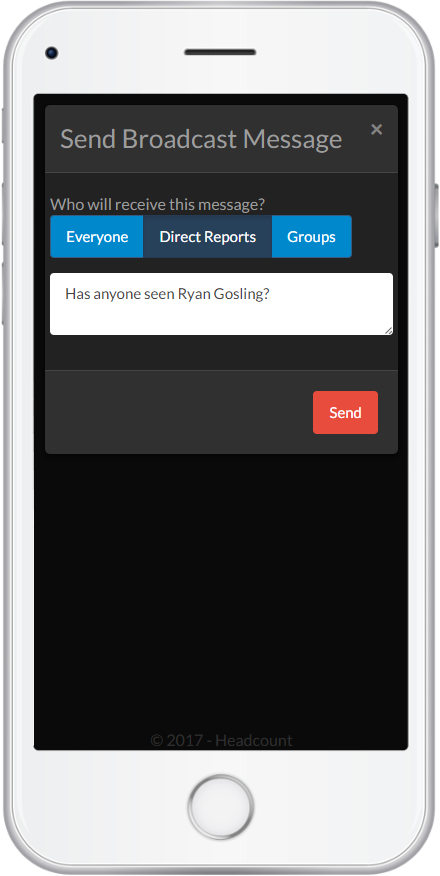 Send Broadcast Message ×
Who will receive this message?
Everyone Direct Reports Groups
Has anyone seen Ryan Gosling?
Send
© 2017 - Headcount